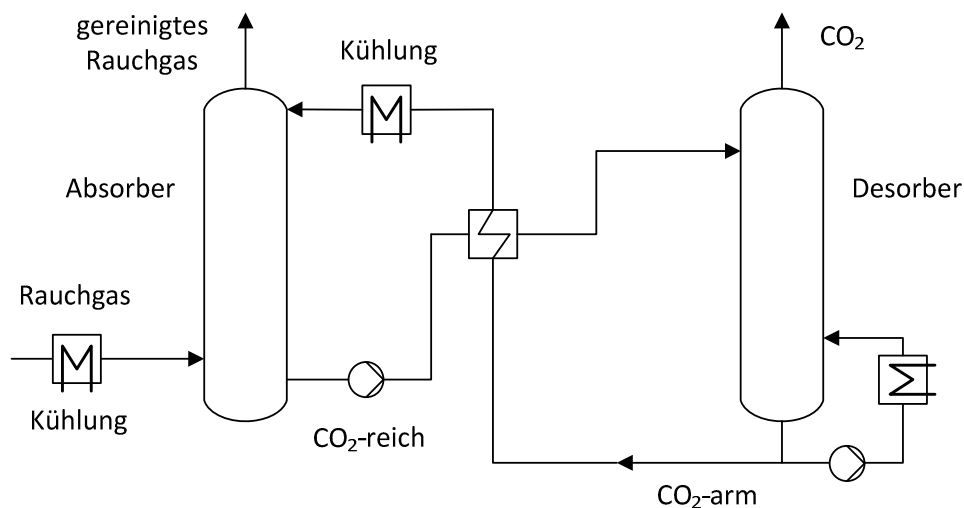 gereinigtes
Rauchgas
Kühlung
CO₂
Absorber
Desorber
Rauchgas
Kühlung
CO₂-reich
CO₂-arm